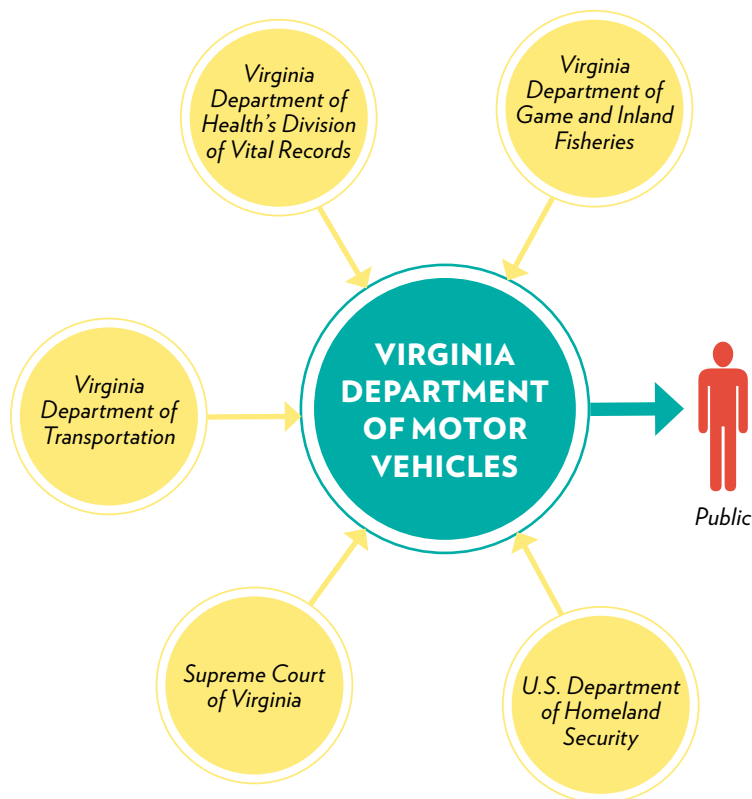 Virginia
Department of
Health’s Division
of Vital Records
Virginia
Department of
Game and Inland
Fisheries
VIRGINIA
DEPARTMENT
OF MOTOR
VEHICLES
Virginia
Department of
Transportation
Public
Supreme Court
of Virginia
U.S. Department
of Homeland
Security